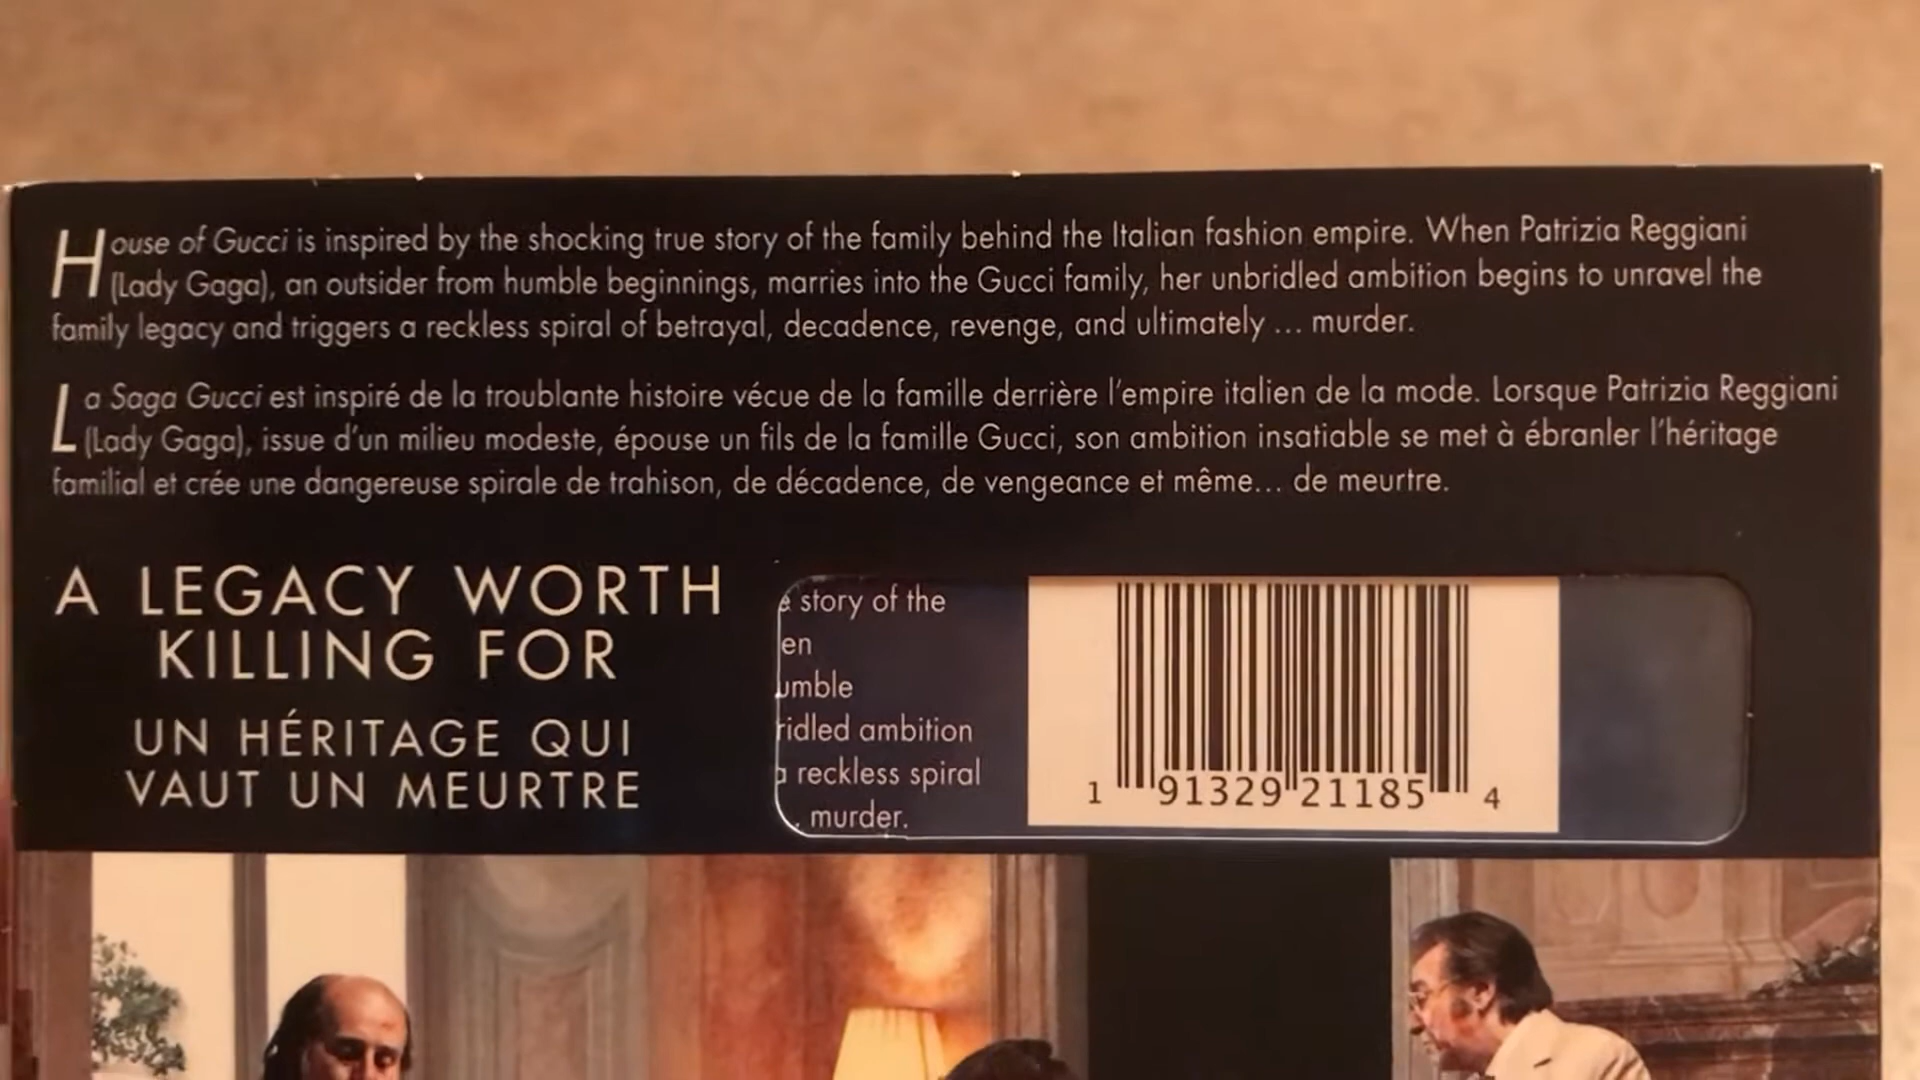 House of Gucci is inspired by the shocking true story of the family behind the Italian fashion empire. When Patrizia Reggiani
(Lady Gaga), an outsider from humble beginnings, marries into the Gucci family, her unbridled ambition begins to unravel the
family legacy and triggers a reckless spiral of betrayal, decadence, revenge, and ultimately ... murder.
La Saga Gucci est inspiré de la troublante histoire vécue de la famille derrière l'empire italien de la mode. Lorsque Patrizia Reggiani
(Lady Gaga), issue d'un milieu modeste, épouse un fils de la famille Gucci, son ambition insatiable se met à ébranler l'héritage
familial et crée une dangereuse spirale de trahison, de décadence, de vengeance et même... de meurtre.
A LEGACY WORTH
KILLING FOR
UN HÉRITAGE QUI
VAUT UN MEURTRE
e story of the
en
umble
ridled ambition
a reckless spiral
. murder.
1 91329 21185 4